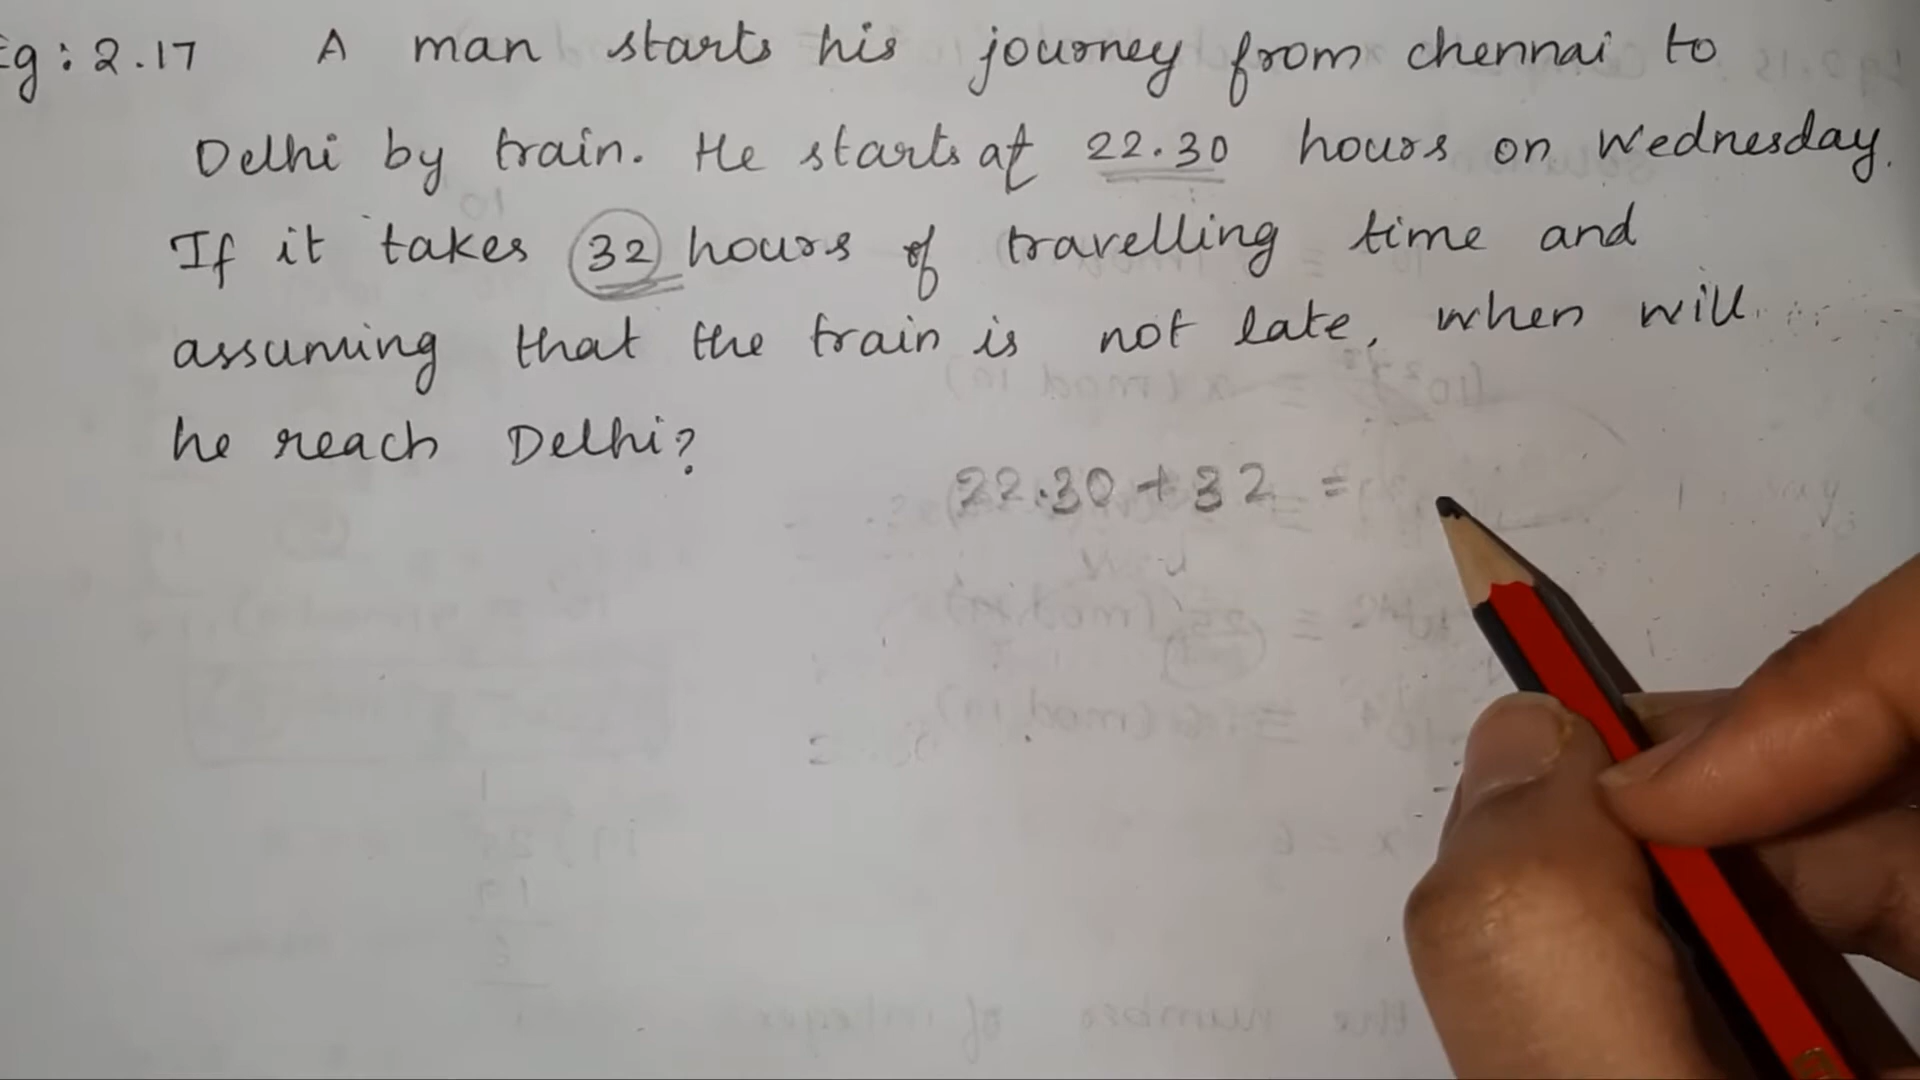 Eg: 2.17 A man starts his journey from chennai to
Delhi by train. He starts at 22.30 hours on Wednesday.
If it takes 32 hours of travelling time and
assuming that the train is not late, when will
he reach Delhi?
22.30 + 32 =